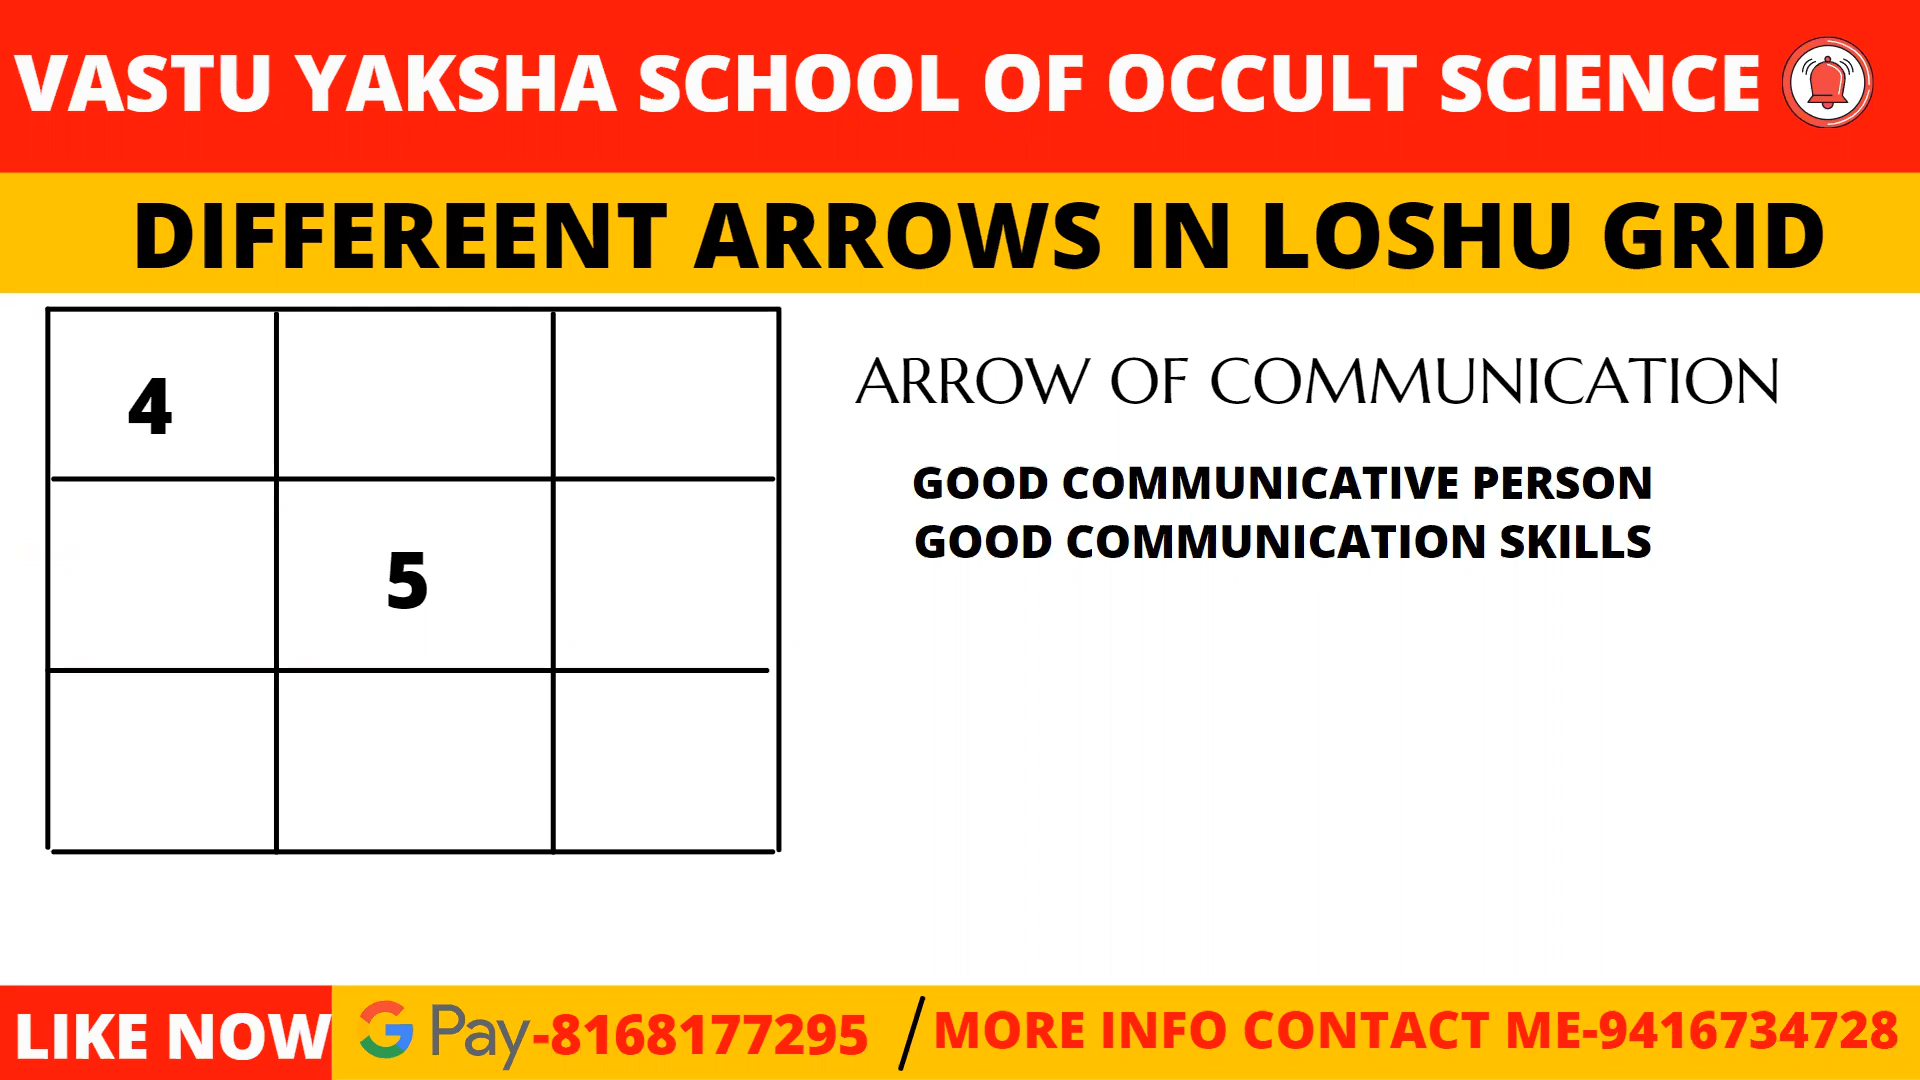 VASTU YAKSHA SCHOOL OF OCCULT SCIENCE
DIFFEREENT ARROWS IN LOSHU GRID
4
5
ARROW OF COMMUNICATION
GOOD COMMUNICATIVE PERSON
GOOD COMMUNICATION SKILLS
LIKE NOW
G Pay-8168177295 / MORE INFO CONTACT ME-9416734728